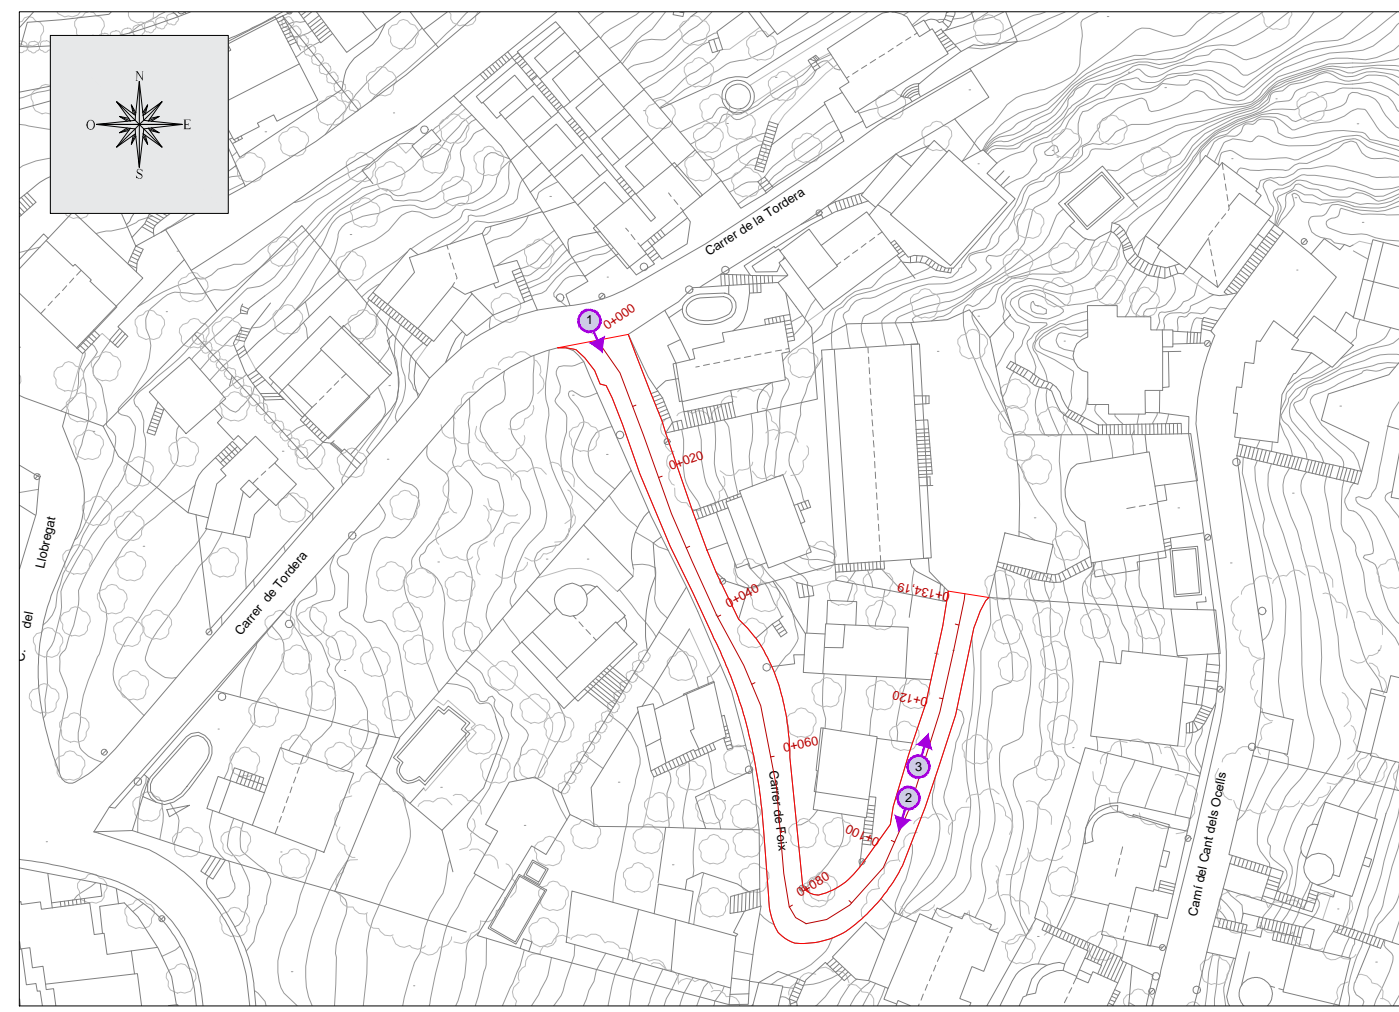 N
O E
S
Carrer de la Tordera
1
0+000
0+020
Llobregat
del
C.
Carrer de Tordera
0+040
0+134,19
0+120
0+060
3
2
Carrer de Foix
0+100
0+080
Camí del Cant dels Ocells